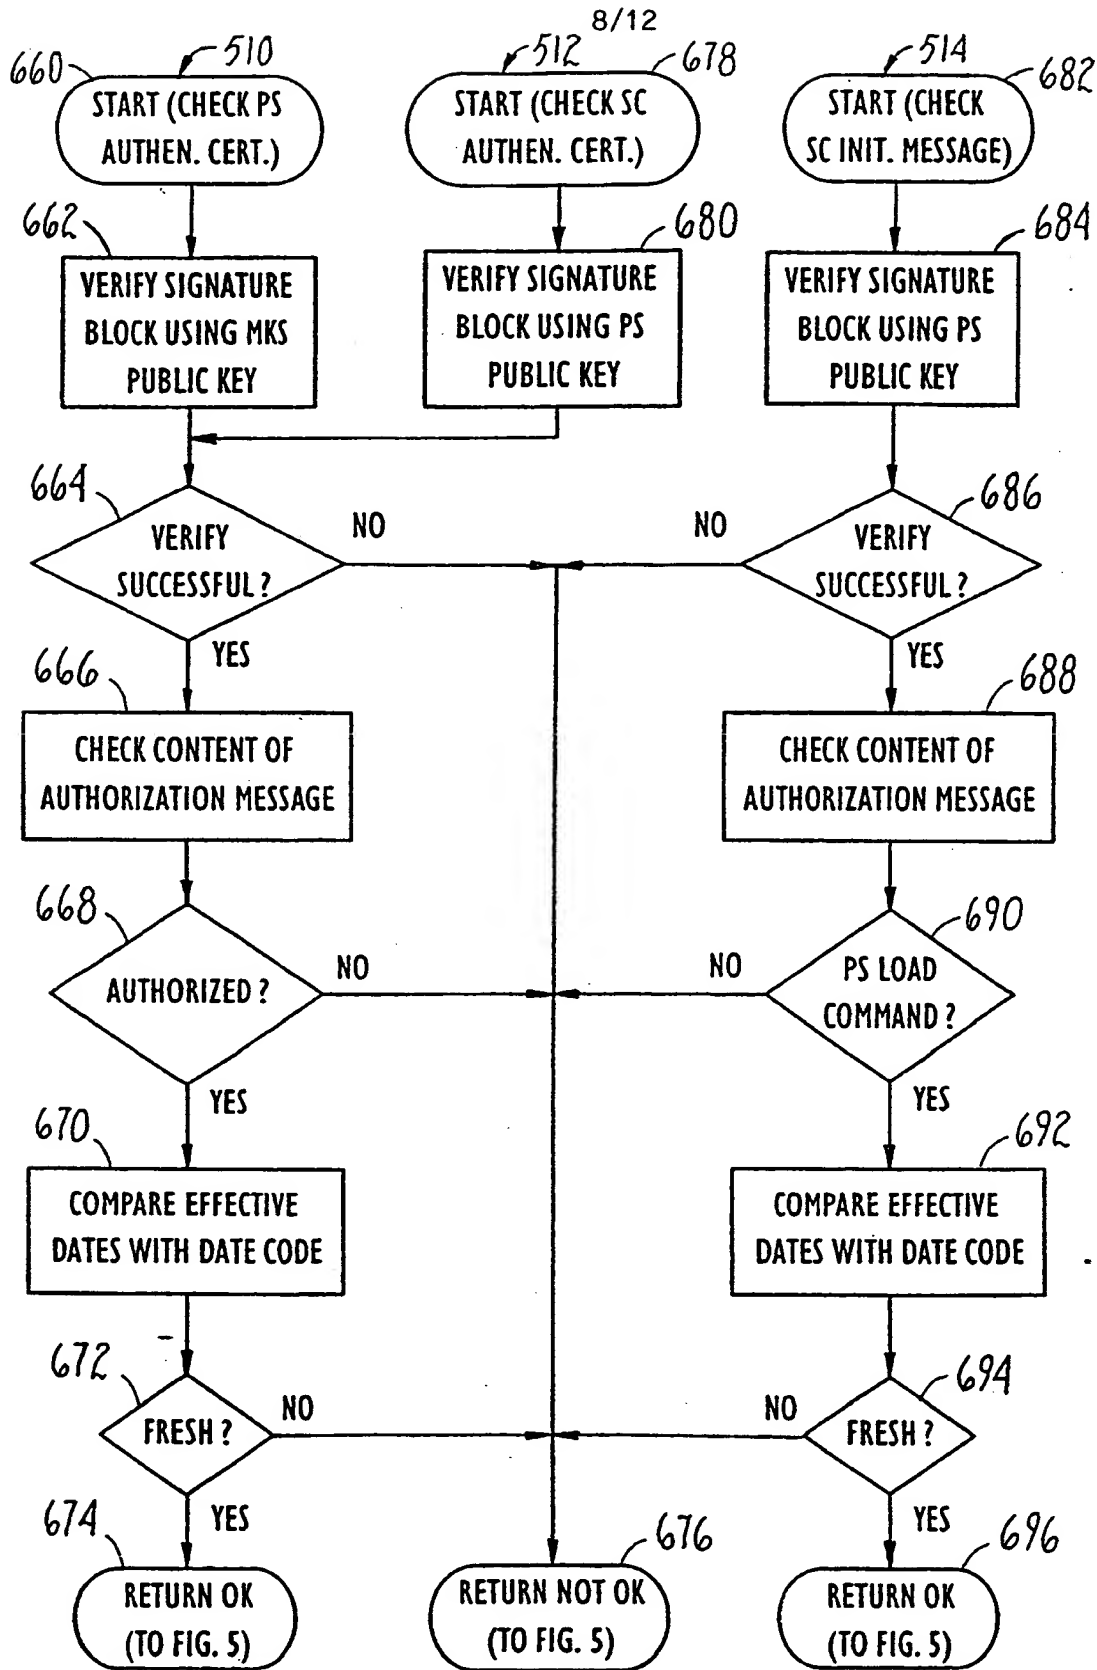 8/12
660
510
START (CHECK PS
AUTHEN. CERT.)
512
678
START (CHECK SC
AUTHEN. CERT.)
514
682
START (CHECK
SC INIT. MESSAGE)
662
VERIFY SIGNATURE
BLOCK USING MKS
PUBLIC KEY
680
VERIFY SIGNATURE
BLOCK USING PS
PUBLIC KEY
684
VERIFY SIGNATURE
BLOCK USING PS
PUBLIC KEY
664
VERIFY
SUCCESSFUL?
NO
YES
NO
686
VERIFY
SUCCESSFUL?
YES
666
CHECK CONTENT OF
AUTHORIZATION MESSAGE
688
CHECK CONTENT OF
AUTHORIZATION MESSAGE
668
AUTHORIZED?
NO
YES
NO
690
PS LOAD
COMMAND?
YES
670
COMPARE EFFECTIVE
DATES WITH DATE CODE
692
COMPARE EFFECTIVE
DATES WITH DATE CODE
672
FRESH?
NO
YES
NO
694
FRESH?
YES
674
RETURN OK
(TO FIG. 5)
676
RETURN NOT OK
(TO FIG. 5)
696
RETURN OK
(TO FIG. 5)